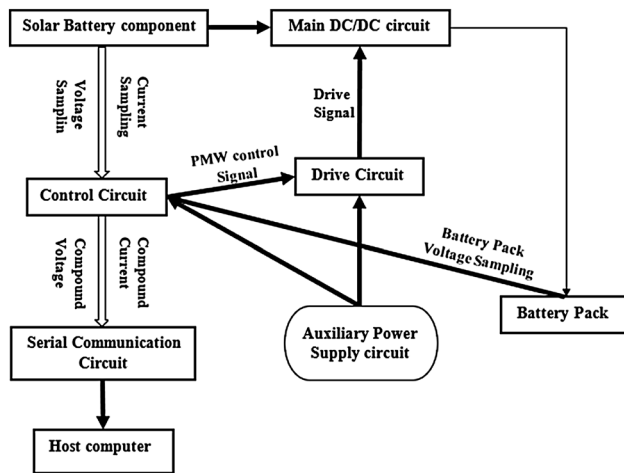 Solar Battery component
Main DC/DC circuit
Voltage
Samplin
Current
Sampling
Drive
Signal
PMW control
Signal
Drive Circuit
Control Circuit
Battery Pack
Voltage Sampling
Compound
Voltage
Compound
Current
Battery Pack
Auxiliary Power
Supply circuit
Serial Communication
Circuit
Host computer